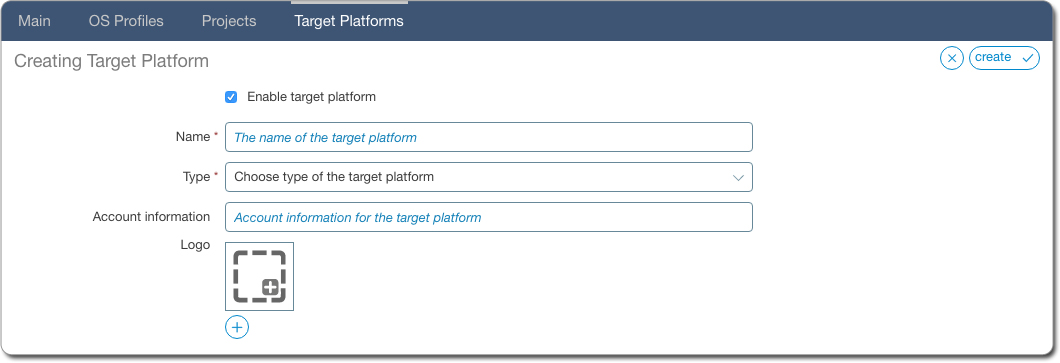 Main OS Profiles Projects Target Platforms
Creating Target Platform
create
Enable target platform
Name * The name of the target platform
Type * Choose type of the target platform
Account information Account information for the target platform
Logo